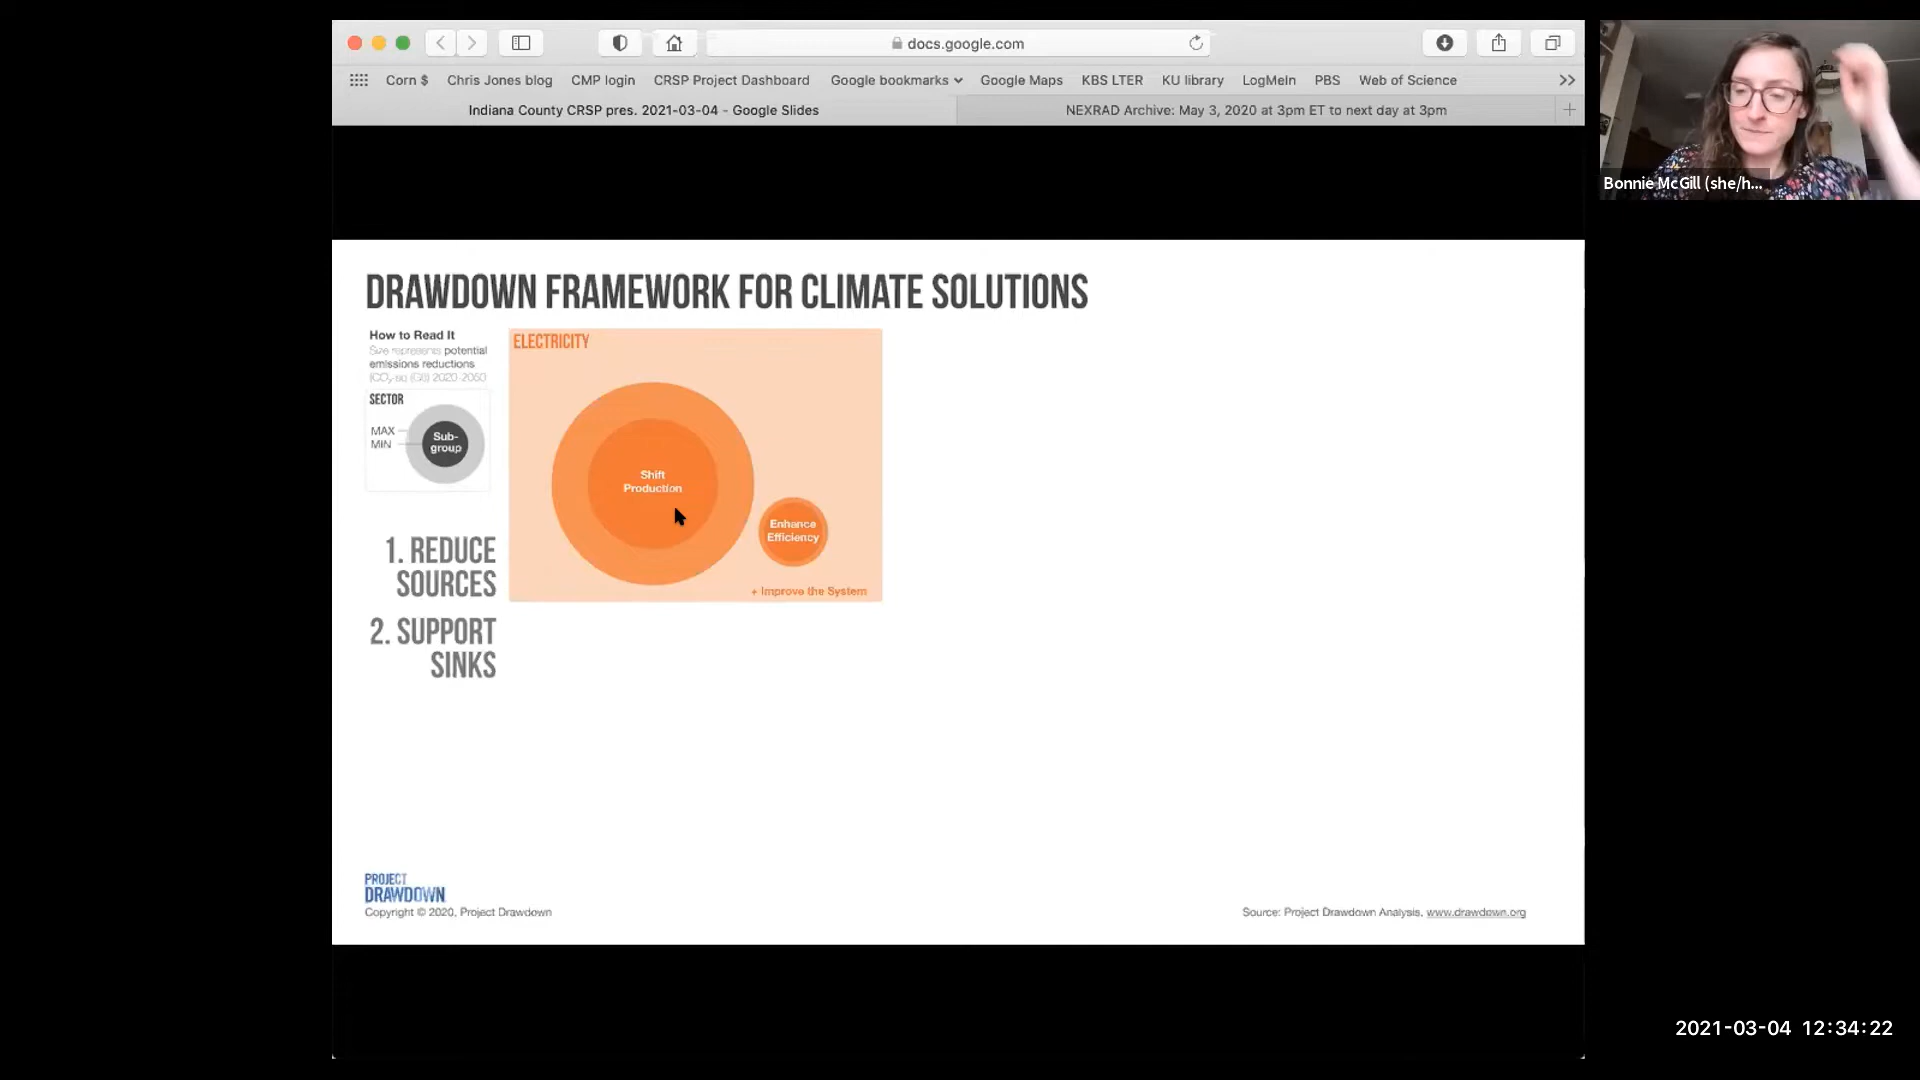 docs.google.com
Corn $ Chris Jones blog CMP login CRSP Project Dashboard Google bookmarks Google Maps KBS LTER KU library LogMeIn PBS Web of Science
Indiana County CRSP pres. 2021-03-04 - Google Slides
NEXRAD Archive: May 3, 2020 at 3pm ET to next day at 3pm
Bonnie McGill (she/h...
DRAWDOWN FRAMEWORK FOR CLIMATE SOLUTIONS
How to Read It
Size represents potential
emissions reductions
(CO₂-eq (Gt) 2020-2050
SECTOR
MAX
MIN
Sub-
group
ELECTRICITY
Shift
Production
Enhance
Efficiency
+ Improve the System
1. REDUCE
SOURCES
2. SUPPORT
SINKS
PROJECT
DRAWDOWN
Copyright © 2020, Project Drawdown
Source: Project Drawdown Analysis, www.drawdown.org
2021-03-04 12:34:22